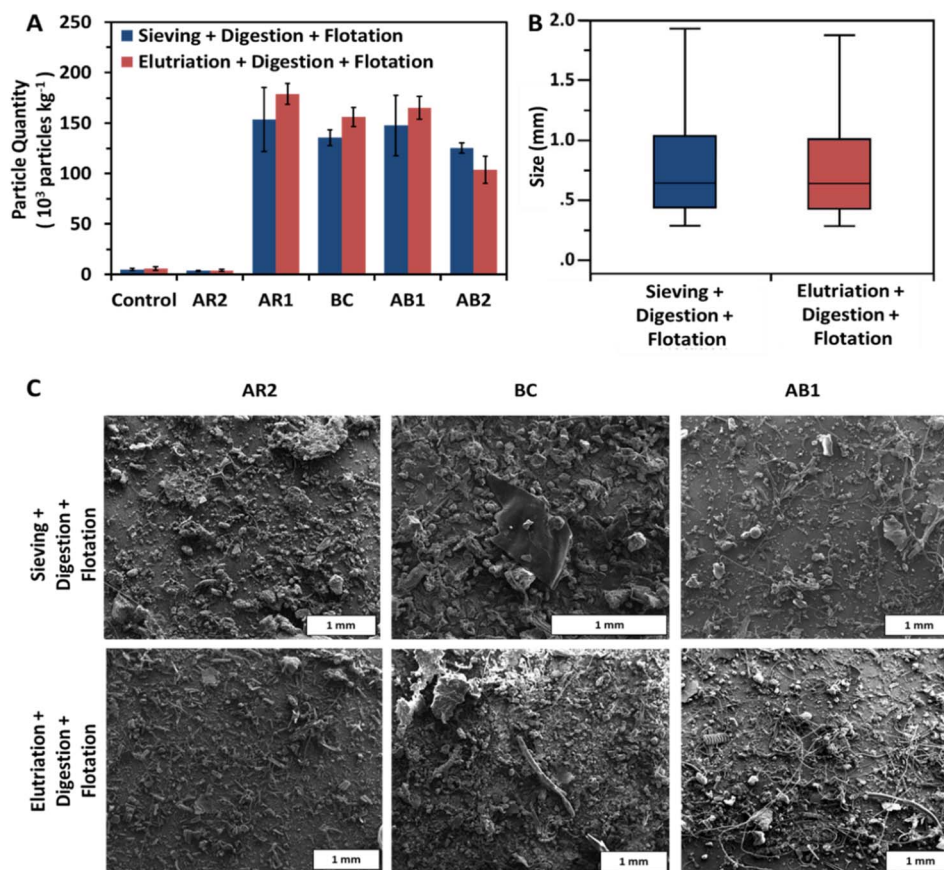 A
250
200
150
100
50
0
Particle Quantity
( 10³ particles kg⁻¹)
Sieving + Digestion + Flotation
Elutriation + Digestion + Flotation
Control AR2 AR1 BC AB1 AB2
B
2.0
1.5
1.0
.5
.0
Size (mm)
Sieving +
Digestion +
Flotation
Elutriation +
Digestion +
Flotation
C
AR2 BC AB1
Sieving +
Digestion +
Flotation
1 mm 1 mm 1 mm
Elutriation +
Digestion +
Flotation
1 mm 1 mm 1 mm